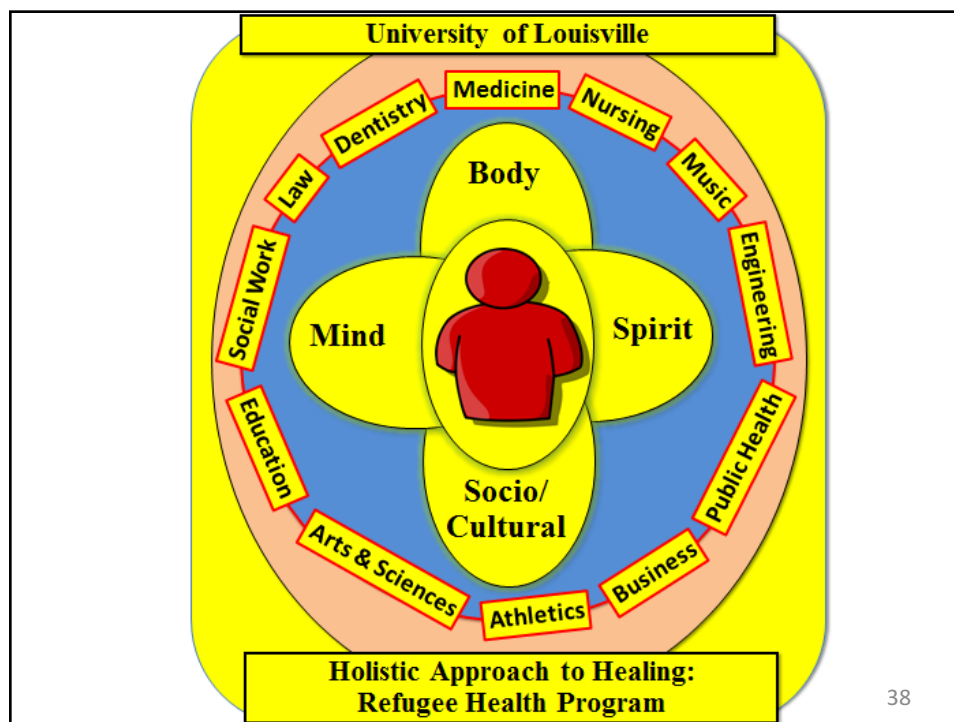 University of Louisville
Medicine
Nursing
Music
Engineering
Public Health
Business
Athletics
Arts & Sciences
Education
Social Work
Law
Dentistry
Body
Mind
Spirit
Socio/
Cultural
Holistic Approach to Healing:
Refugee Health Program
38